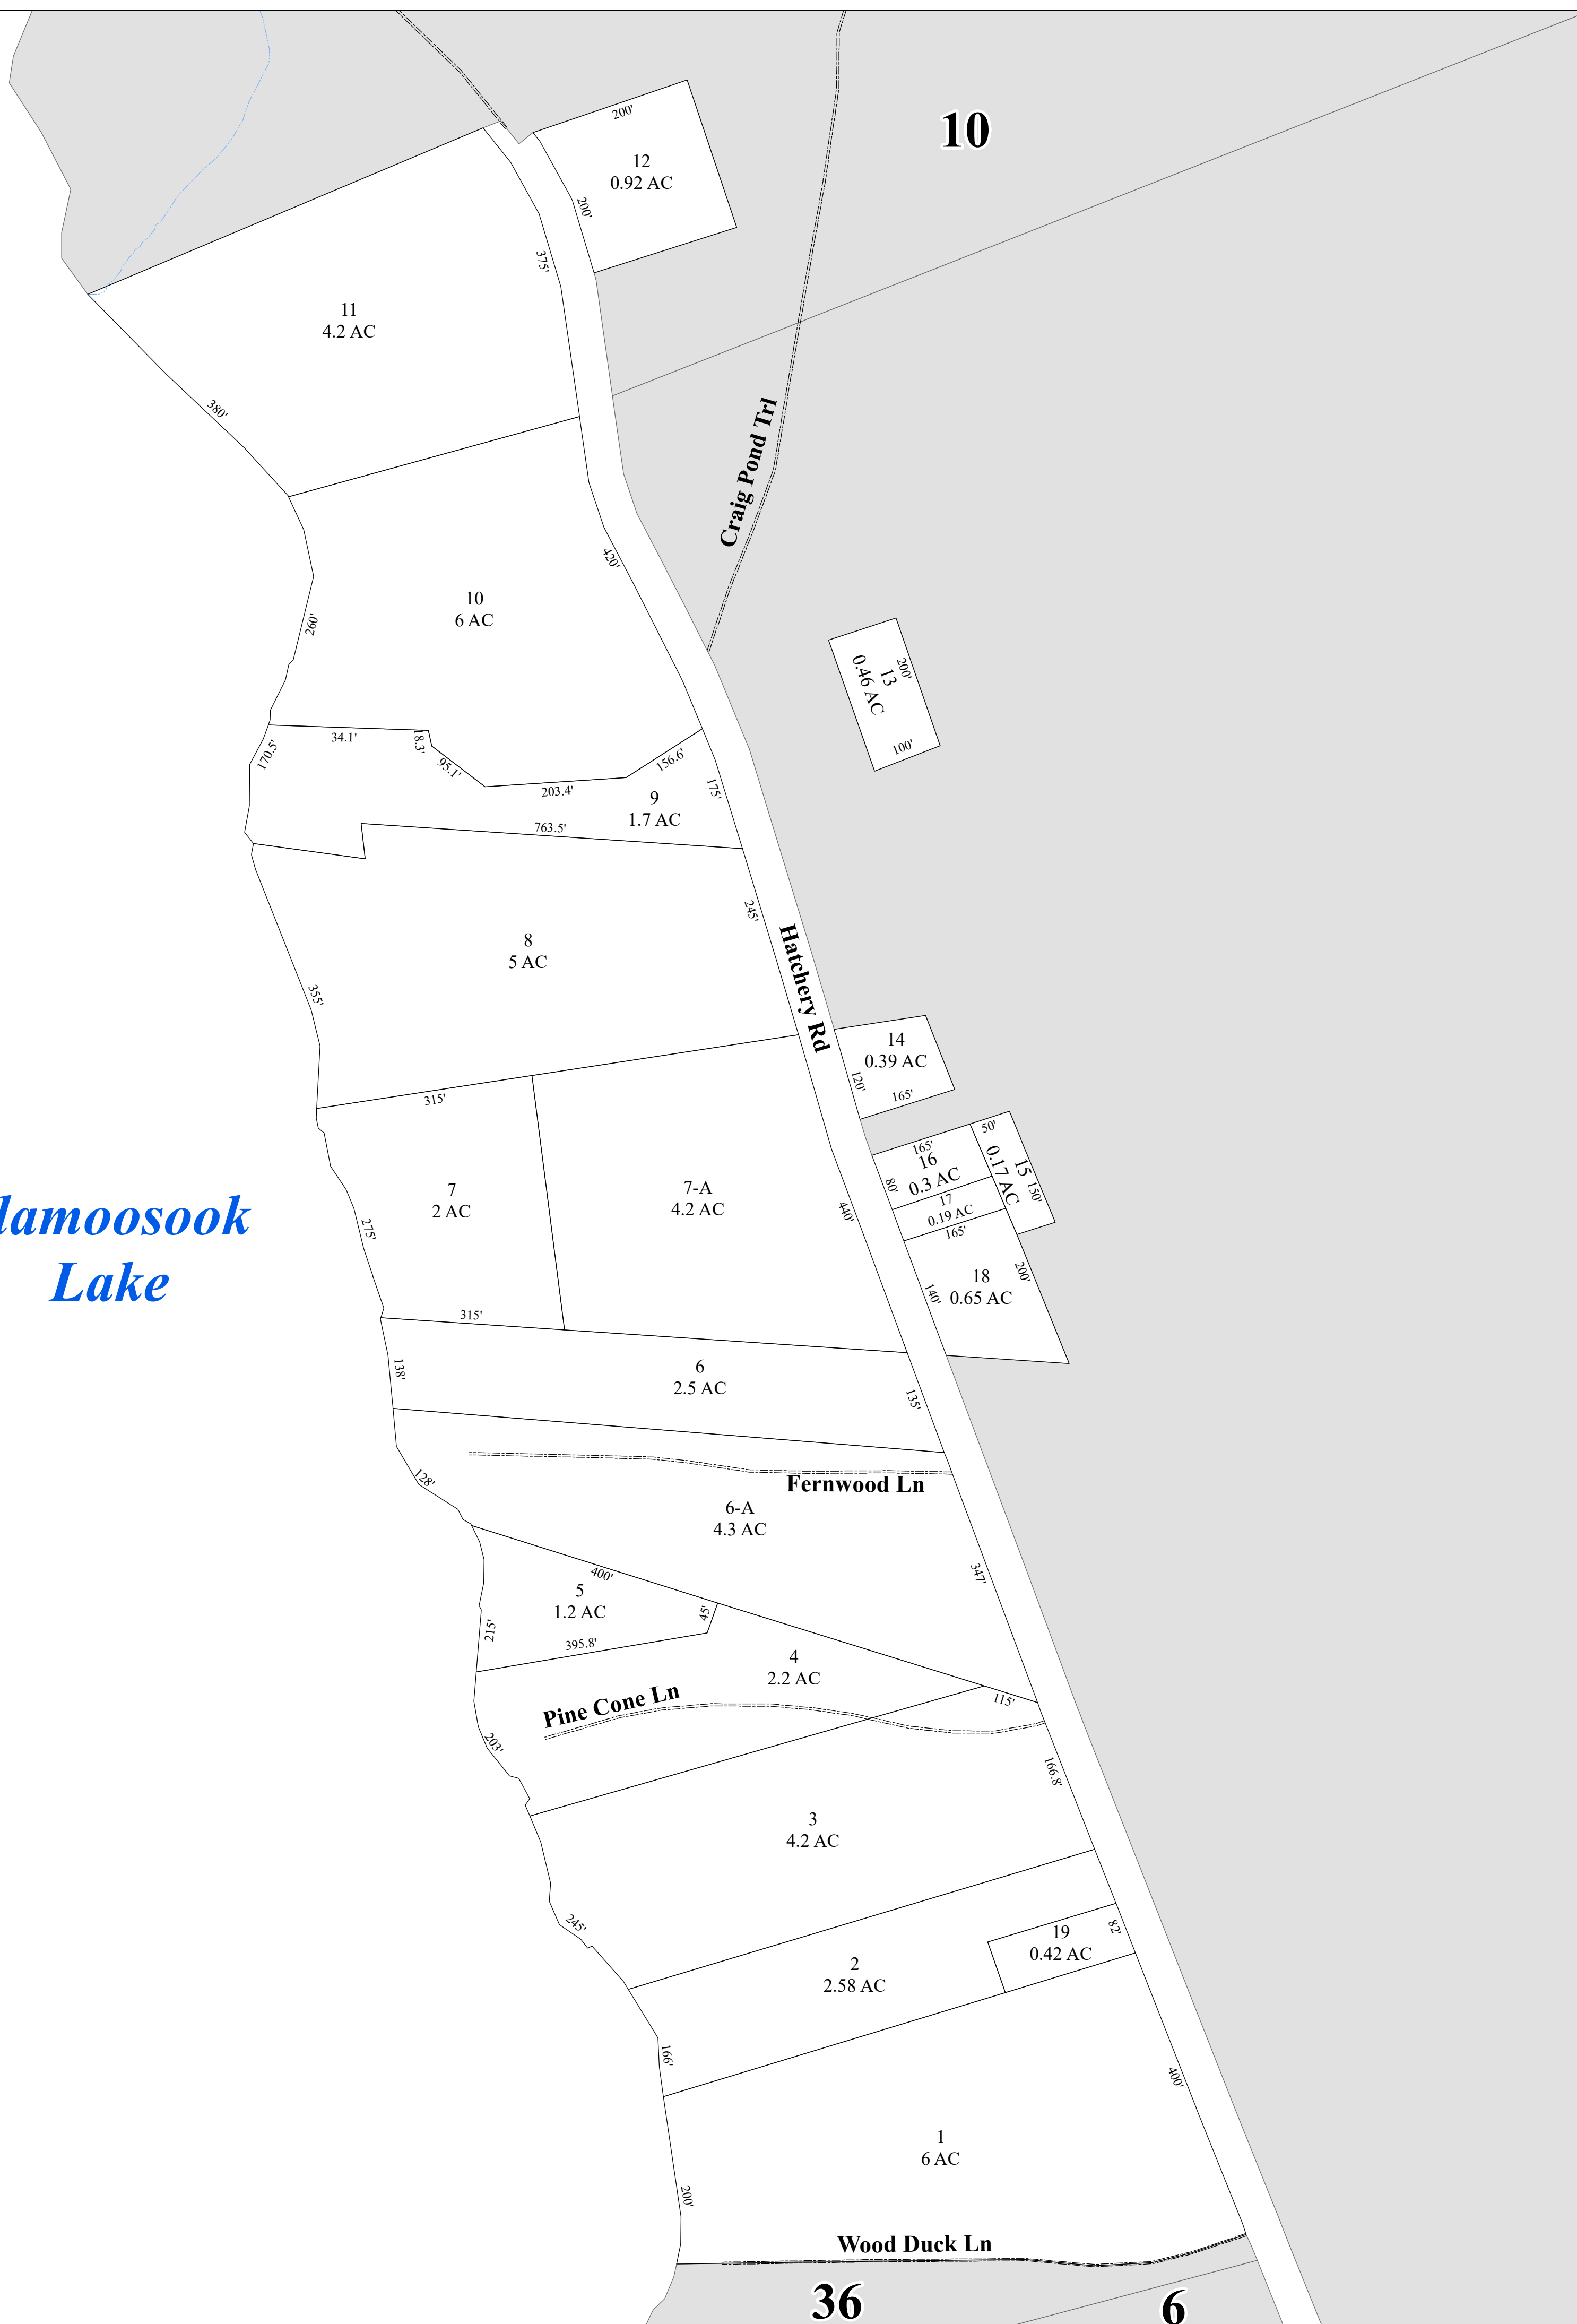 10
200'
12
0.92 AC
200'
375'
11
4.2 AC
380'
Craig Pond Trl
420'
10
6 AC
260'
13
0.46 AC
200'
100'
34.1'
18.3'
95.1'
170.5'
203.4'
156.6'
175'
9
1.7 AC
763.5'
245'
Hatchery Rd
8
5 AC
355'
14
0.39 AC
120'
165'
315'
165'
50'
16
0.3 AC
80'
15
0.17 AC
150'
17
0.19 AC
165'
7
2 AC
7-A
4.2 AC
440'
275'
lamoosook
Lake
18
0.65 AC
200'
140'
315'
138'
6
2.5 AC
135'
128'
Fernwood Ln
6-A
4.3 AC
347'
400'
5
1.2 AC
45'
215'
395.8'
4
2.2 AC
Pine Cone Ln
115'
203'
166.8'
3
4.2 AC
245'
82'
19
0.42 AC
2
2.58 AC
166'
400'
1
6 AC
200'
Wood Duck Ln
36
6